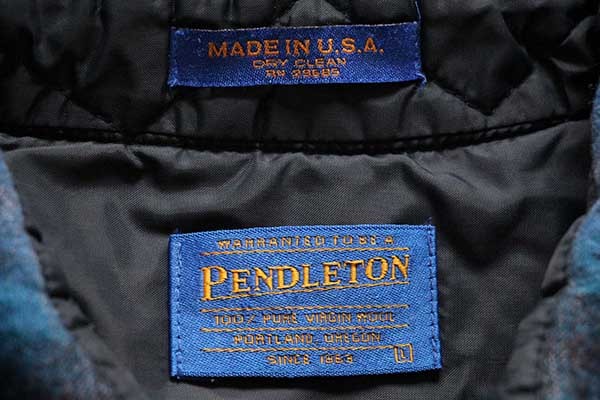 MADE IN U.S.A.
DRY CLEAN
RN 29685
WARRANTED TO BE A
PENDLETON
100% PURE VIRGIN WOOL
PORTLAND, OREGON
SINCE 1863 L